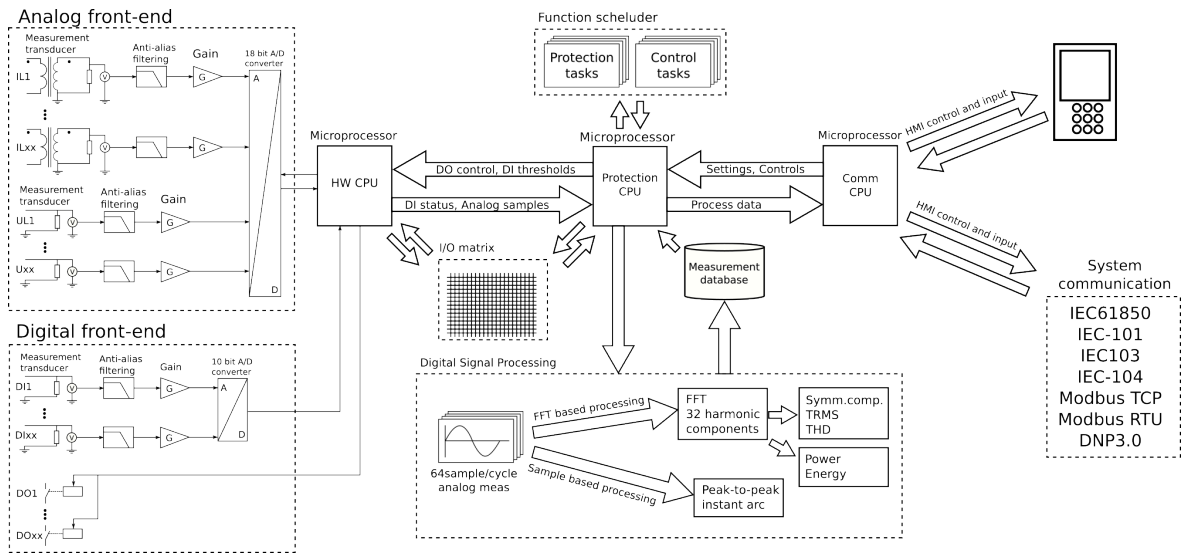 Analog front-end
Measurement
transducer
Anti-alias
filtering
Gain
18 bit A/D
converter
IL1
V
G
A
ILxx
V
G
Measurement
transducer
Anti-alias
filtering
Gain
UL1
V
G
Uxx
V
G
D
Digital front-end
Measurement
transducer
Anti-alias
filtering
Gain
10 bit A/D
converter
DI1
V
G
A
DIxx
V
G
D
DO1
DOxx
Microprocessor
HW CPU
DO control, DI thresholds
DI status, Analog samples
I/O matrix
Function scheluder
Protection
tasks
Control
tasks
Microprocessor
Protection
CPU
Settings, Controls
Process data
Measurement
database
Microprocessor
Comm
CPU
HMI control and input
HMI control and input
System
communication
IEC61850
IEC-101
IEC103
IEC-104
Modbus TCP
Modbus RTU
DNP3.0
Digital Signal Processing
64sample/cycle
analog meas
FFT based processing
Sample based processing
FFT
32 harmonic
components
Symm.comp.
TRMS
THD
Power
Energy
Peak-to-peak
instant arc